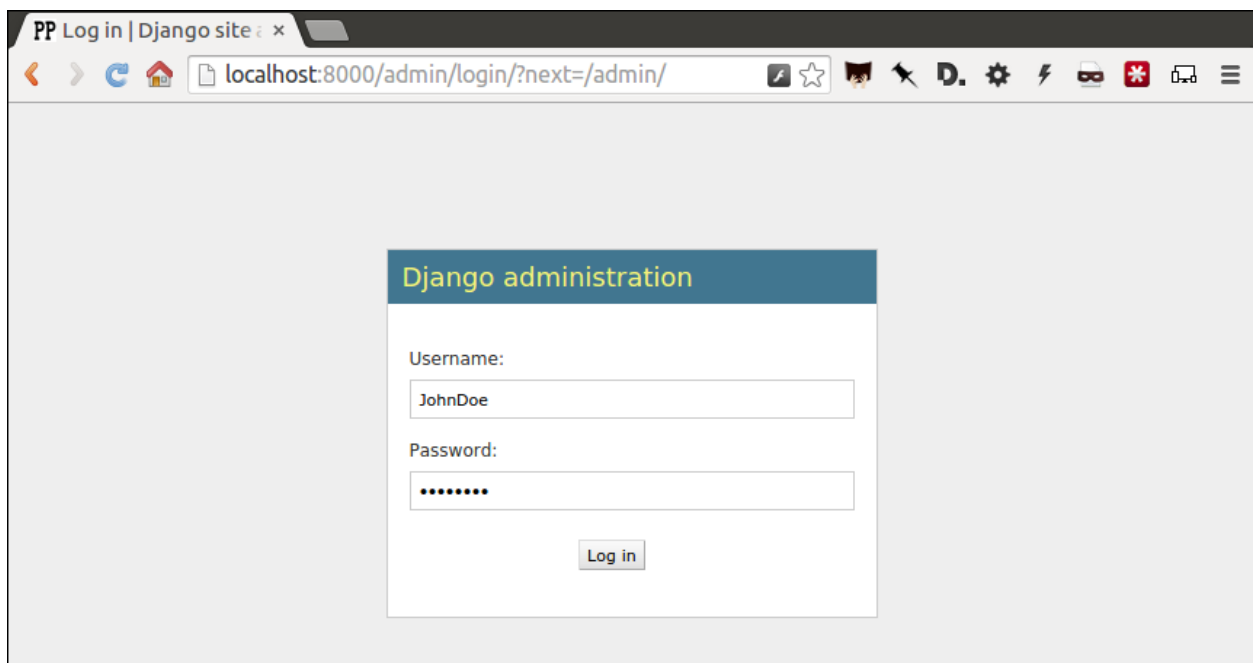 PP Log in | Django site a
localhost:8000/admin/login/?next=/admin/
D.
Django administration
Username:
JohnDoe
Password:
••••••••
Log in